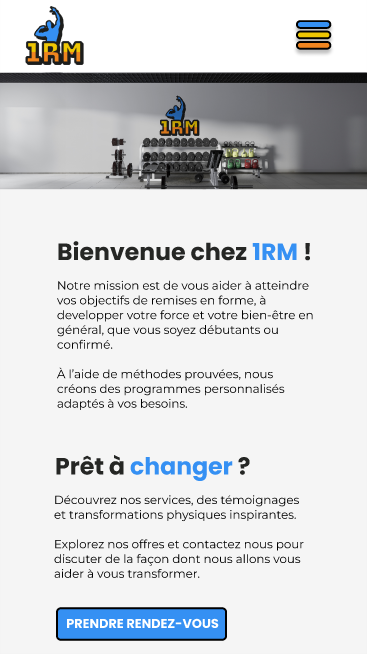 1RM
1RM
Bienvenue chez 1RM !
Notre mission est de vous aider à atteindre
vos objectifs de remises en forme, à
developper votre force et votre bien-être en
général, que vous soyez débutants ou
confirmé.
À l'aide de méthodes prouvées, nous
créons des programmes personnalisés
adaptés à vos besoins.
Prêt à changer ?
Découvrez nos services, des témoignages
et transformations physiques inspirantes.
Explorez nos offres et contactez nous pour
discuter de la façon dont nous allons vous
aider à vous transformer.
PRENDRE RENDEZ-VOUS